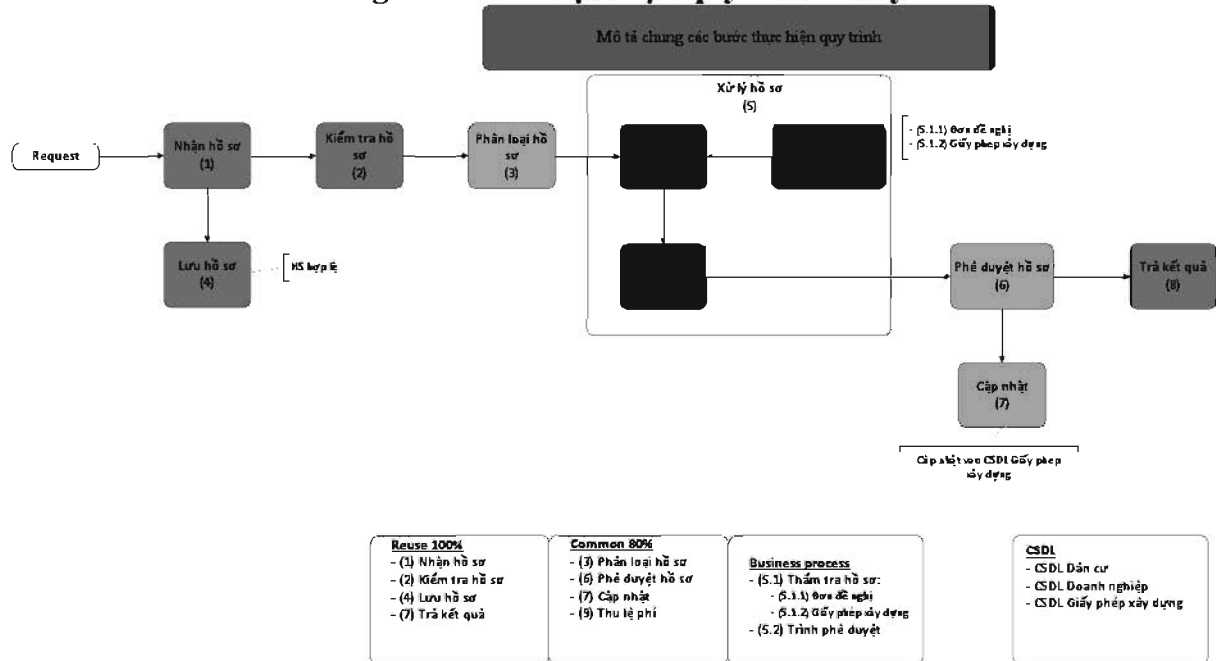 Mô tả chung các bước thực hiện quy trình
Xử lý hồ sơ
(5)
Request
Nhận hồ sơ
(1)
Kiểm tra hồ
sơ
(2)
Phân loại hồ
sơ
(3)
- (5.1.1) Đơn đề nghị
- (5.1.2) Giấy phép xây dựng
Lưu hồ sơ
(4)
HS hợp lệ
Phê duyệt hồ sơ
(6)
Trả kết quả
(8)
Cập nhật
(7)
Cập nhật vào CSDL Giấy phép
xây dựng
Reuse 100%
- (1) Nhận hồ sơ
- (2) Kiểm tra hồ sơ
- (4) Lưu hồ sơ
- (7) Trả kết quả
Common 80%
- (3) Phân loại hồ sơ
- (6) Phê duyệt hồ sơ
- (7) Cập nhật
- (9) Thu lệ phí
Business process
- (5.1) Thẩm tra hồ sơ:
- (5.1.1) Đơn đề nghị
- (5.1.2) Giấy phép xây dựng
- (5.2) Trình phê duyệt
CSDL
- CSDL Dân cư
- CSDL Doanh nghiệp
- CSDL Giấy phép xây dựng